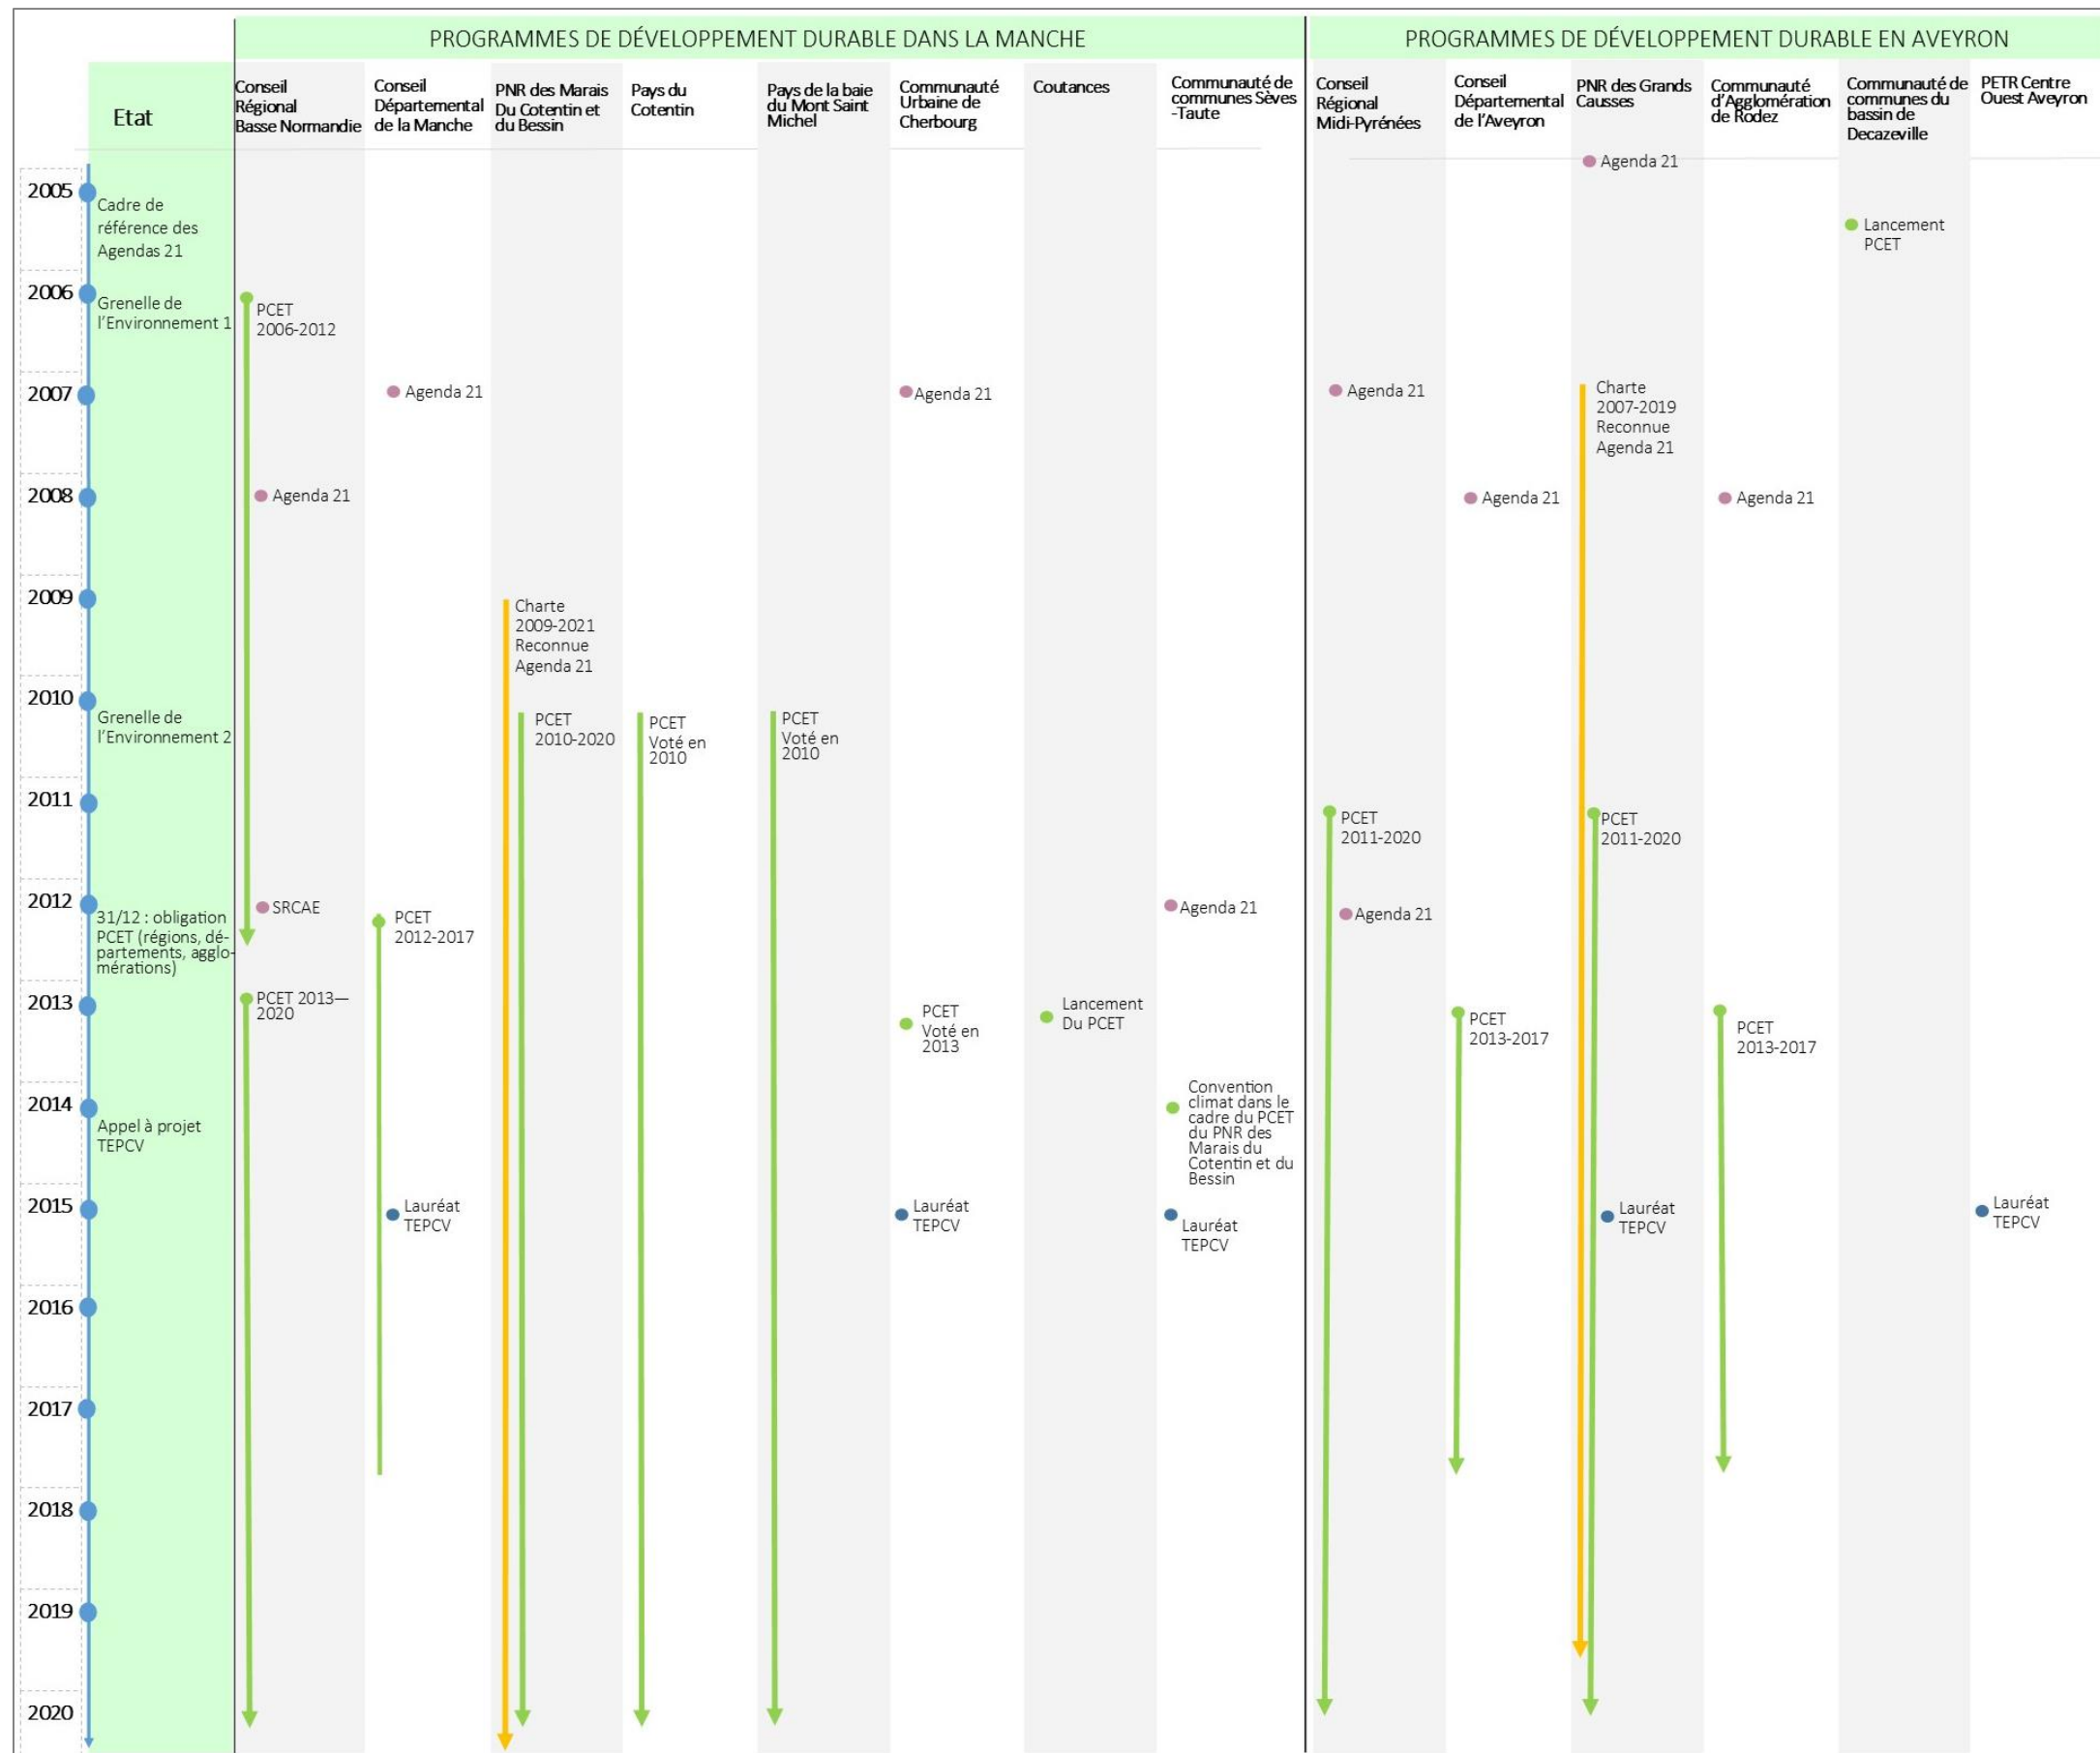 PROGRAMMES DE DÉVELOPPEMENT DURABLE DANS LA MANCHE
PROGRAMMES DE DÉVELOPPEMENT DURABLE EN AVEYRON
Etat
Conseil
Régional
Basse Normandie
Conseil
Départemental
de la Manche
PNR des Marais
Du Cotentin et
du Bessin
Pays du
Cotentin
Pays de la baie
du Mont Saint
Michel
Communauté
Urbaine de
Cherbourg
Coutances
Communauté de
communes Sèves
-Taute
Conseil
Régional
Midi-Pyrénées
Conseil
Départemental
de l'Aveyron
PNR des Grands
Causses
Communauté
d'Agglomération
de Rodez
Communauté de
communes du
bassin de
Decazeville
PETR Centre
Ouest Aveyron
Agenda 21
2005
Cadre de
référence des
Agendas 21
Lancement
PCET
2006
Grenelle de
l'Environnement 1
PCET
2006-2012
2007
Agenda 21
Agenda 21
Agenda 21
Charte
2007-2019
Reconnue
Agenda 21
2008
Agenda 21
Agenda 21
Agenda 21
2009
Charte
2009-2021
Reconnue
Agenda 21
2010
Grenelle de
l'Environnement 2
PCET
2010-2020
PCET
Voté en
2010
PCET
Voté en
2010
2011
PCET
2011-2020
PCET
2011-2020
2012
31/12 : obligation
PCET (régions, dé-
partements, agglo-
mérations)
SRCAE
PCET
2012-2017
Agenda 21
Agenda 21
2013
PCET 2013—
2020
PCET
Voté en
2013
Lancement
Du PCET
PCET
2013-2017
PCET
2013-2017
2014
Appel à projet
TEPCV
Convention
climat dans le
cadre du PCET
du PNR des
Marais du
Cotentin et du
Bessin
2015
Lauréat
TEPCV
Lauréat
TEPCV
Lauréat
TEPCV
Lauréat
TEPCV
Lauréat
TEPCV
2016
2017
2018
2019
2020